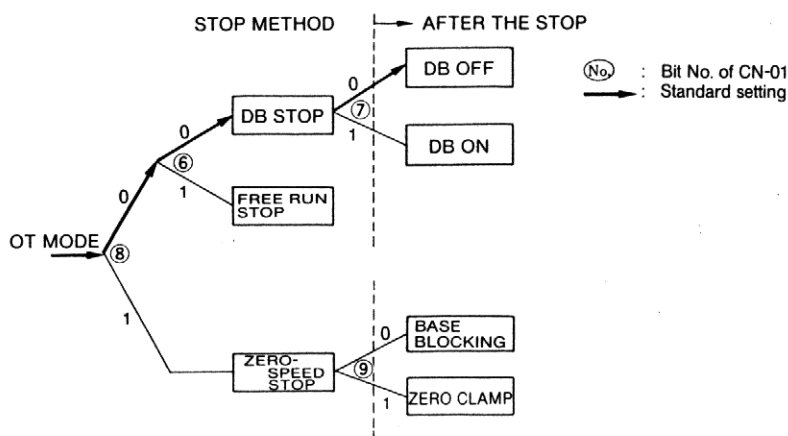 STOP METHOD
AFTER THE STOP
0
DB OFF
No. : Bit No. of CN-01
: Standard setting
0
DB STOP
7
1
DB ON
6
0
1
FREE RUN
STOP
OT MODE
8
1
0
BASE
BLOCKING
ZERO-
SPEED
STOP
9
1
ZERO CLAMP